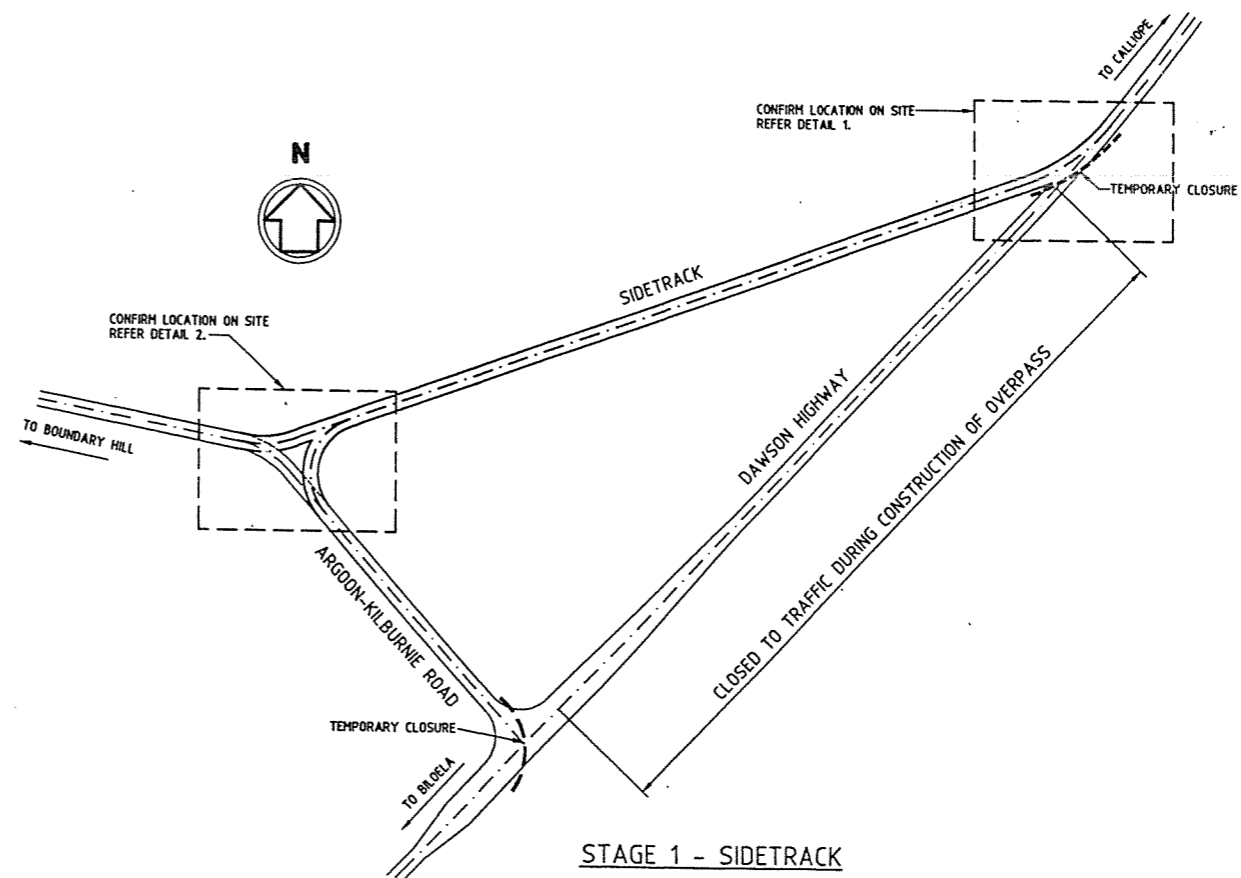 TO CALLIOPE
CONFIRM LOCATION ON SITE
REFER DETAIL 1.
N
TEMPORARY CLOSURE
SIDETRACK
CONFIRM LOCATION ON SITE
REFER DETAIL 2.
TO BOUNDARY HILL
DAWSON HIGHWAY
CLOSED TO TRAFFIC DURING CONSTRUCTION OF OVERPASS
ARGOON-KILBURNIE ROAD
TEMPORARY CLOSURE
TO BILOELA
STAGE 1 - SIDETRACK